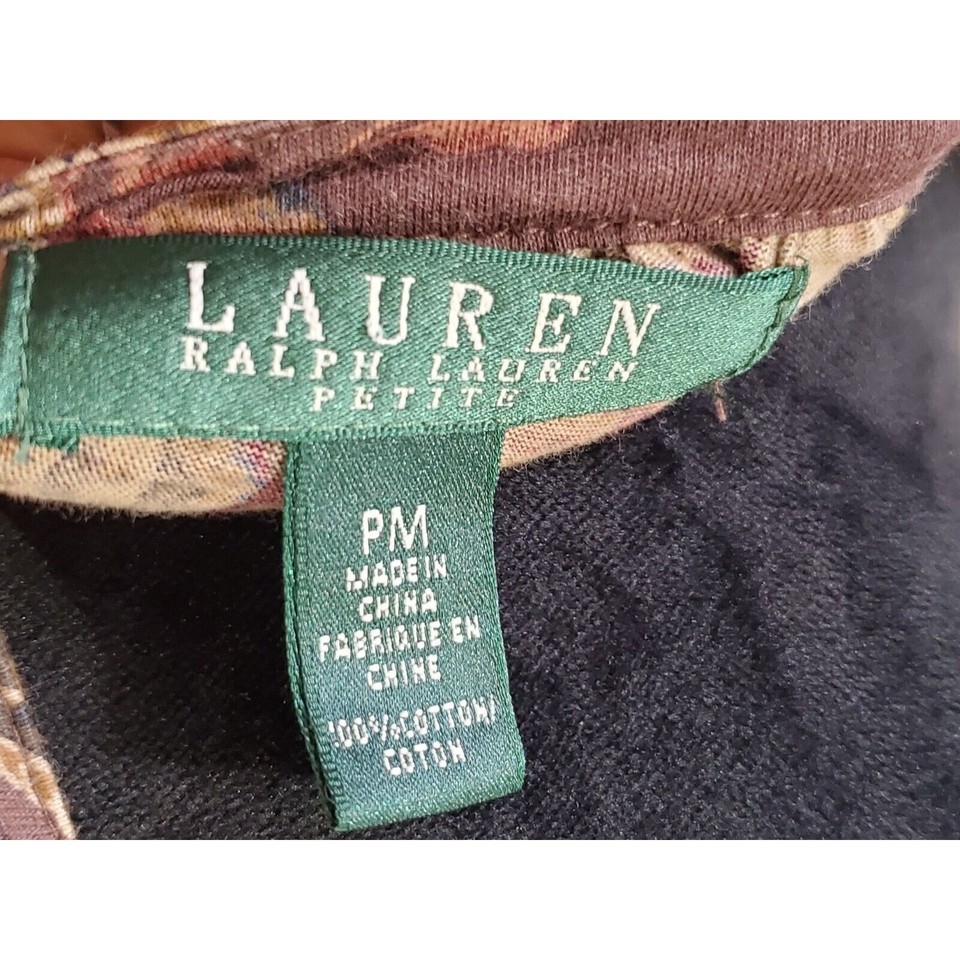 LAUREN
RALPH LAUREN
PETITE
PM
MADE IN
CHINA
FABRIQUE EN
CHINE
100% COTTON/
COTON